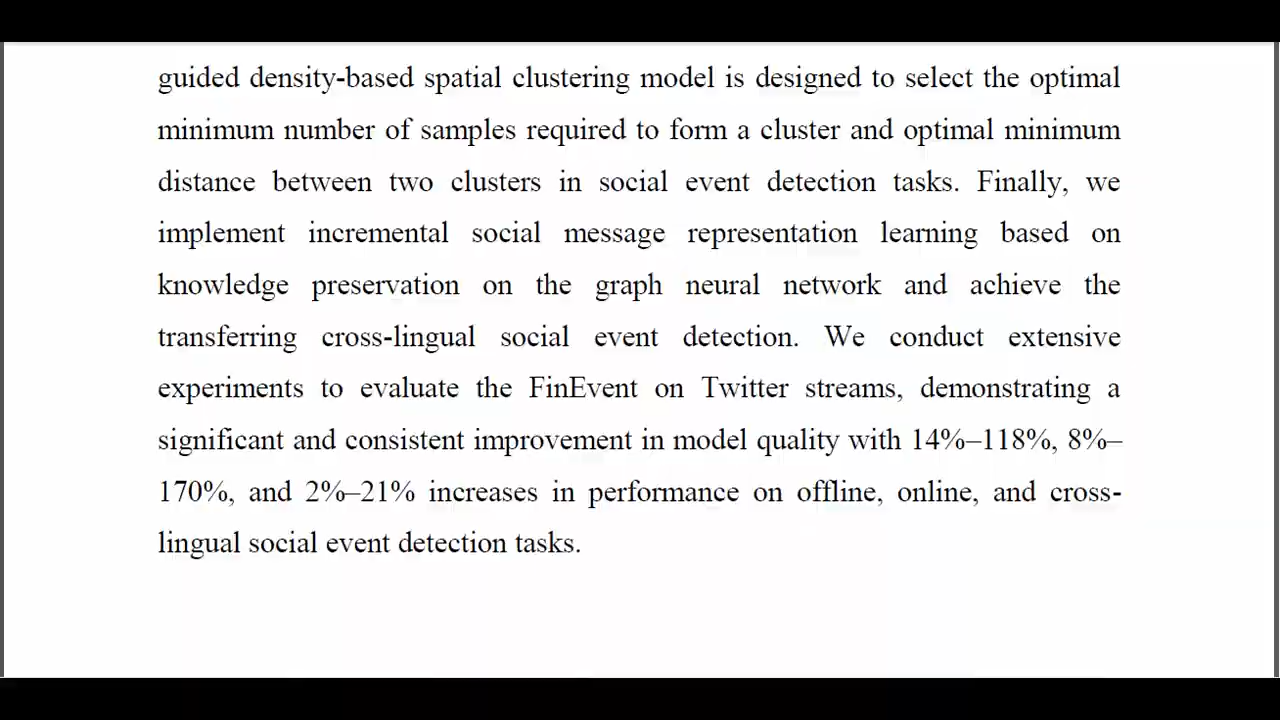 guided density-based spatial clustering model is designed to select the optimal
minimum number of samples required to form a cluster and optimal minimum
distance between two clusters in social event detection tasks. Finally, we
implement incremental social message representation learning based on
knowledge preservation on the graph neural network and achieve the
transferring cross-lingual social event detection. We conduct extensive
experiments to evaluate the FinEvent on Twitter streams, demonstrating a
significant and consistent improvement in model quality with 14%–118%, 8%–
170%, and 2%–21% increases in performance on offline, online, and cross-
lingual social event detection tasks.